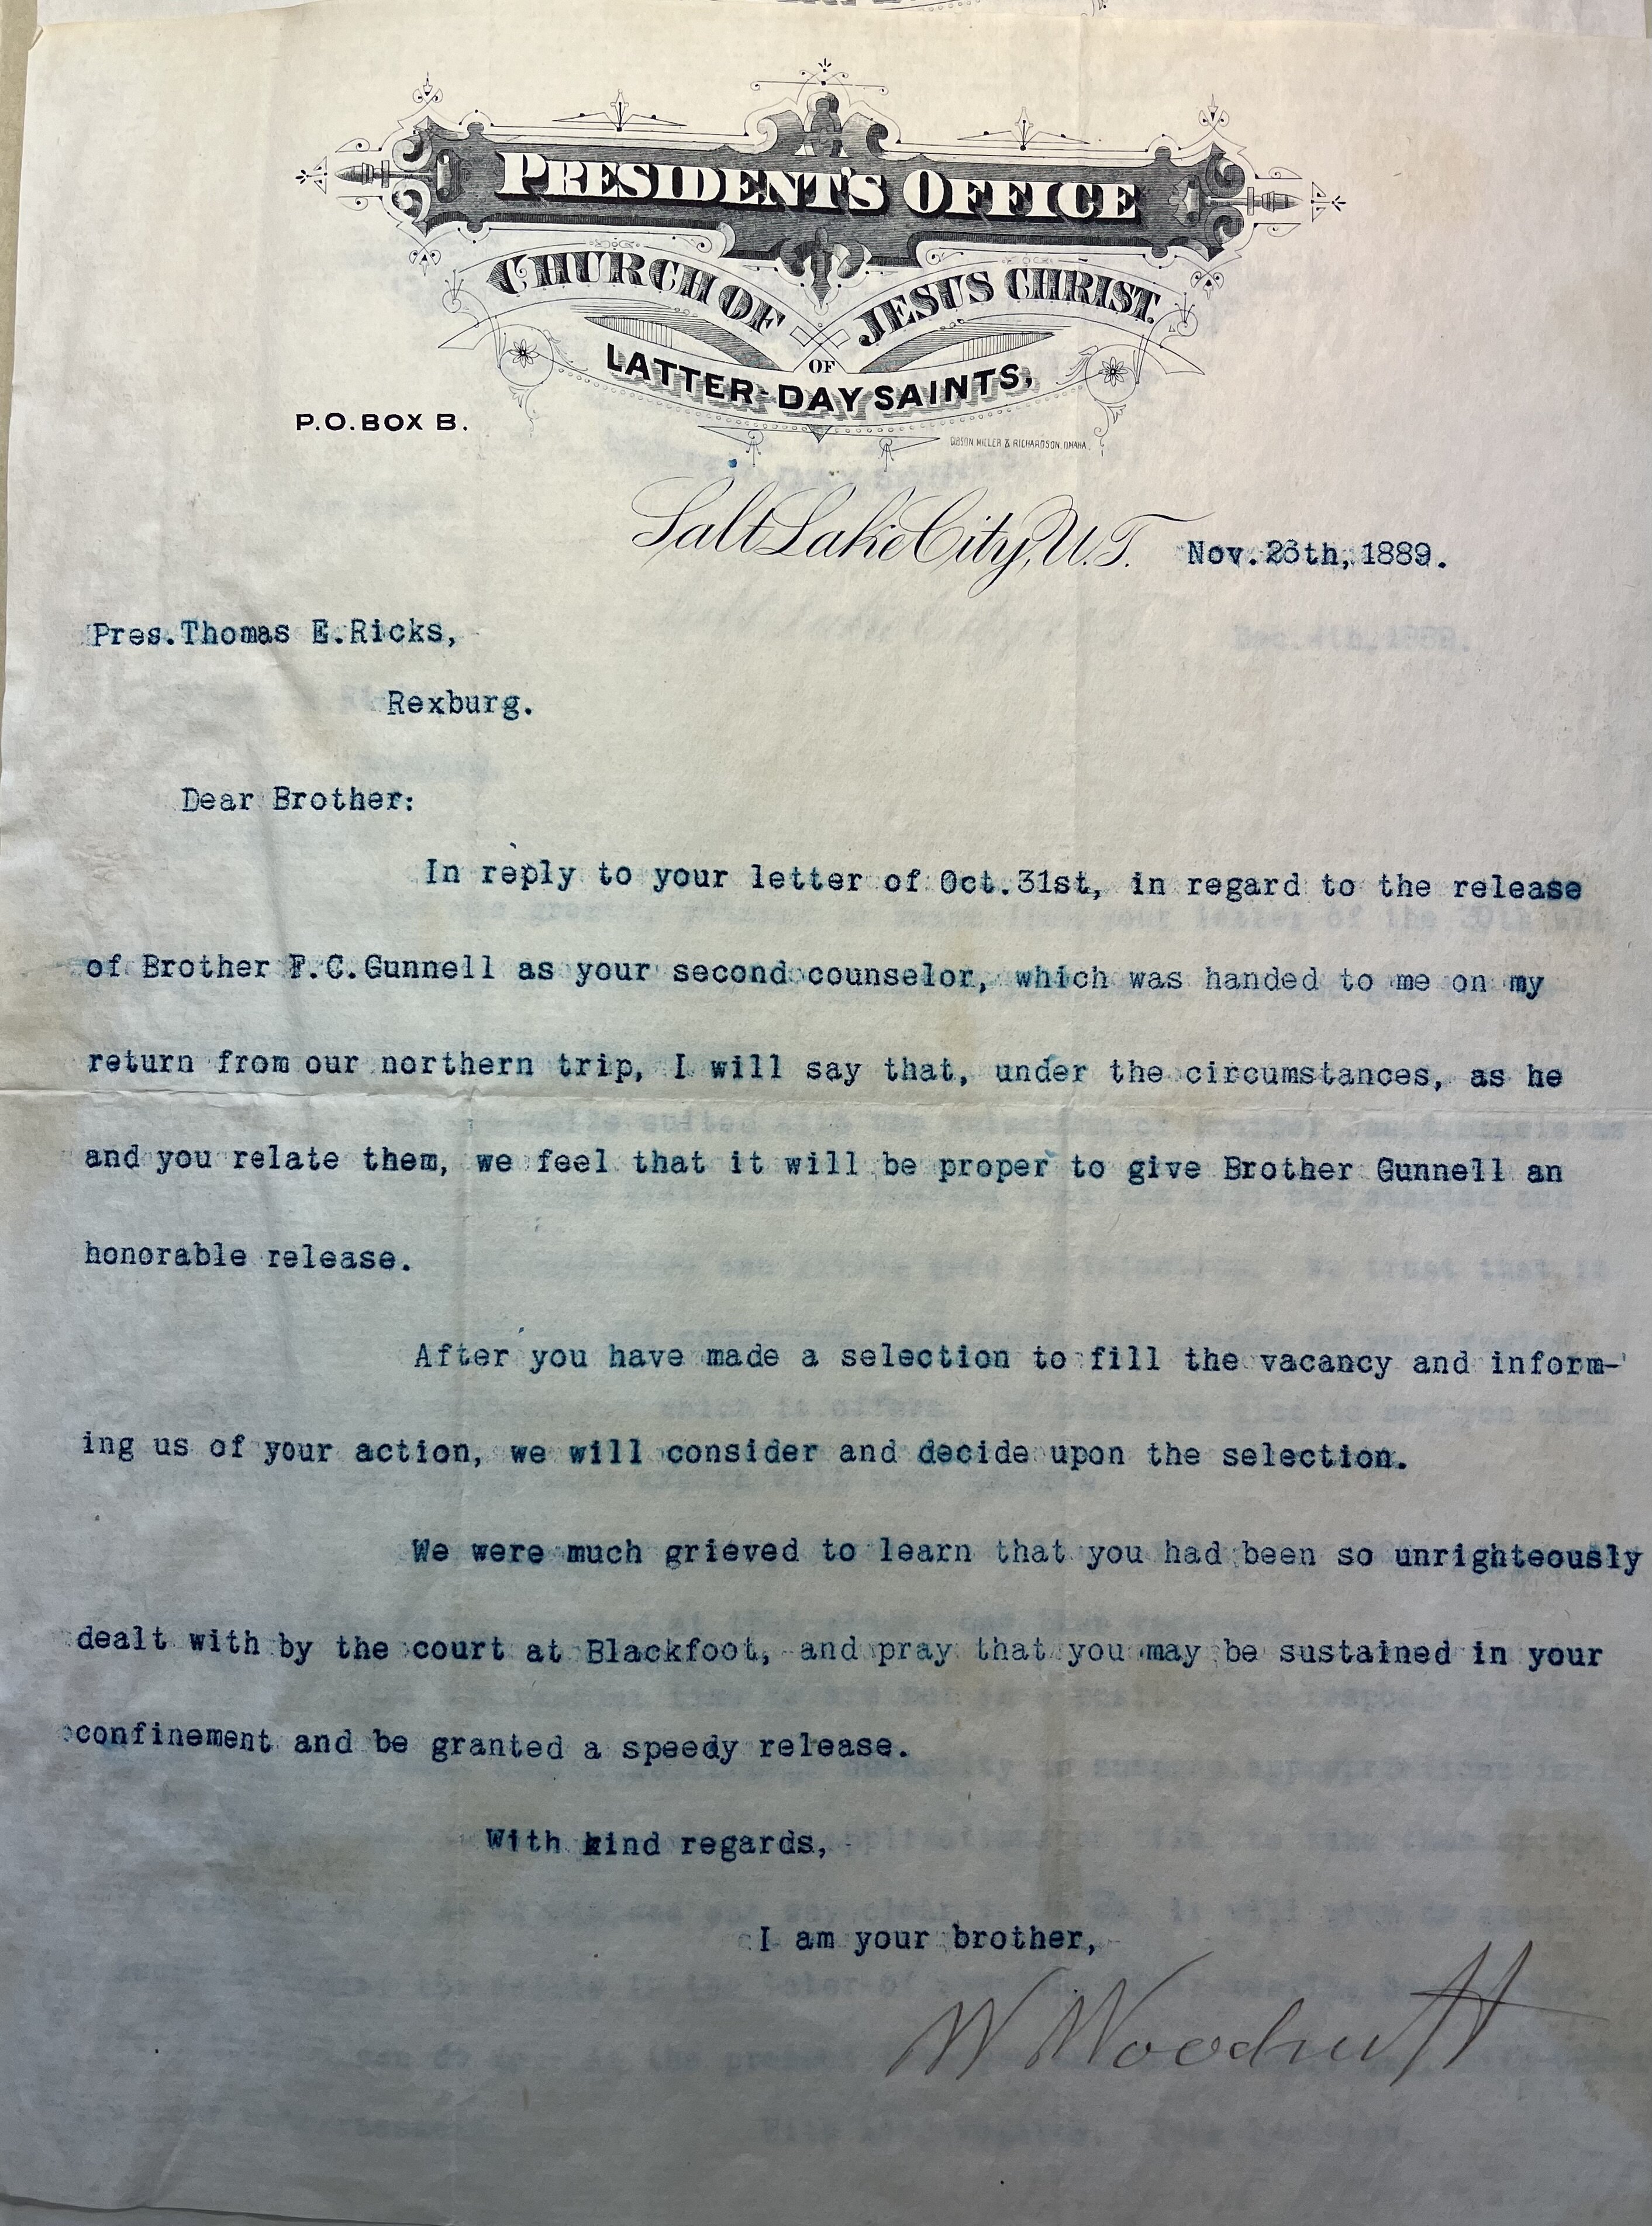 PRESIDENT'S OFFICE
CHURCH OF JESUS CHRIST
OF
LATTER-DAY SAINTS,
P.O. BOX B.
GIBSON MILLER & RICHARDSON, OMAHA.
Salt Lake City, U.T. Nov. 26th, 1889.
Pres. Thomas E. Ricks,
Rexburg.
Dear Brother:
In reply to your letter of Oct. 31st, in regard to the release
of Brother F. C. Gunnell as your second counselor, which was handed to me on my
return from our northern trip, I will say that, under the circumstances, as he
and you relate them, we feel that it will be proper to give Brother Gunnell an
honorable release.
After you have made a selection to fill the vacancy and inform-
ing us of your action, we will consider and decide upon the selection.
We were much grieved to learn that you had been so unrighteously
dealt with by the court at Blackfoot, and pray that you may be sustained in your
confinement and be granted a speedy release.
With kind regards,
I am your brother,
W Woodruff